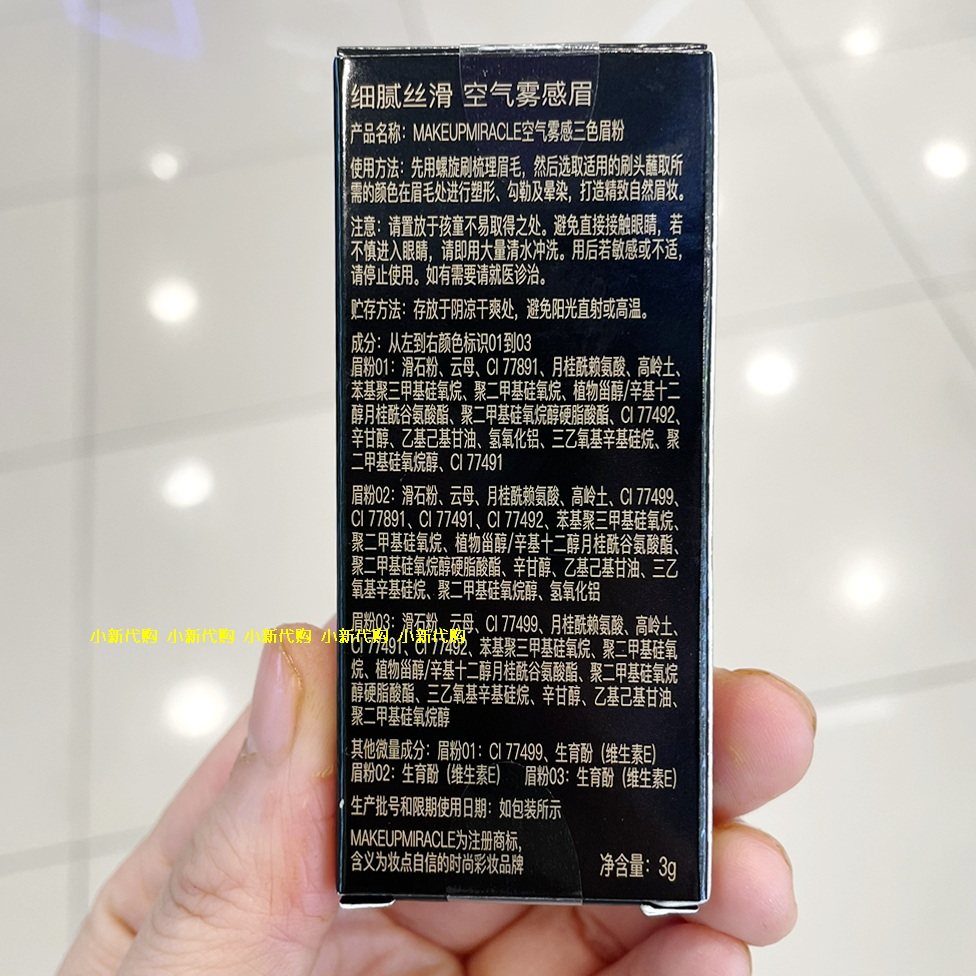 细腻丝滑 空气雾感眉
产品名称：MAKEUPMIRACLE空气雾感三色眉粉
使用方法：先用螺旋刷梳理眉毛，然后选取适用的刷头蘸取所
需的颜色在眉毛处进行塑形、勾勒及晕染，打造精致自然眉妆。
注意：请置放于孩童不易取得之处。避免直接接触眼睛，若
不慎进入眼睛，请即用大量清水冲洗。用后若敏感或不适，
请停止使用。如有需要请就医诊治。
贮存方法：存放于阴凉干爽处，避免阳光直射或高温。
成分：从左到右颜色标识01到03
眉粉01：滑石粉、云母、CI 77891、月桂酰赖氨酸、高岭土、
苯基聚三甲基硅氧烷、聚二甲基硅氧烷、植物甾醇/辛基十二
醇月桂酰谷氨酸酯、聚二甲基硅氧烷醇硬脂酸酯、CI 77492、
辛甘醇、乙基己基甘油、氢氧化铝、三乙氧基辛基硅烷、聚
二甲基硅氧烷醇、CI 77491
眉粉02：滑石粉、云母、月桂酰赖氨酸、高岭土、CI 77499、
CI 77891、CI 77491、CI 77492、苯基聚三甲基硅氧烷、
聚二甲基硅氧烷、植物甾醇/辛基十二醇月桂酰谷氨酸酯、
聚二甲基硅氧烷醇硬脂酸酯、辛甘醇、乙基己基甘油、三乙
氧基辛基硅烷、聚二甲基硅氧烷醇、氢氧化铝
眉粉03：滑石粉、云母、CI 77499、月桂酰赖氨酸、高岭土、
小新代购 小新代购 小新代购 小新代购 小新代购
CI 77491、CI 77492、苯基聚三甲基硅氧烷、聚二甲基硅氧
烷、植物甾醇/辛基十二醇月桂酰谷氨酸酯、聚二甲基硅氧烷
醇硬脂酸酯、三乙氧基辛基硅烷、辛甘醇、乙基己基甘油、
聚二甲基硅氧烷醇
其他微量成分：眉粉01：CI 77499、生育酚（维生素E）
眉粉02：生育酚（维生素E） 眉粉03：生育酚（维生素E）
生产批号和限期使用日期：如包装所示
MAKEUPMIRACLE为注册商标，
含义为妆点自信的时尚彩妆品牌 净含量：3g